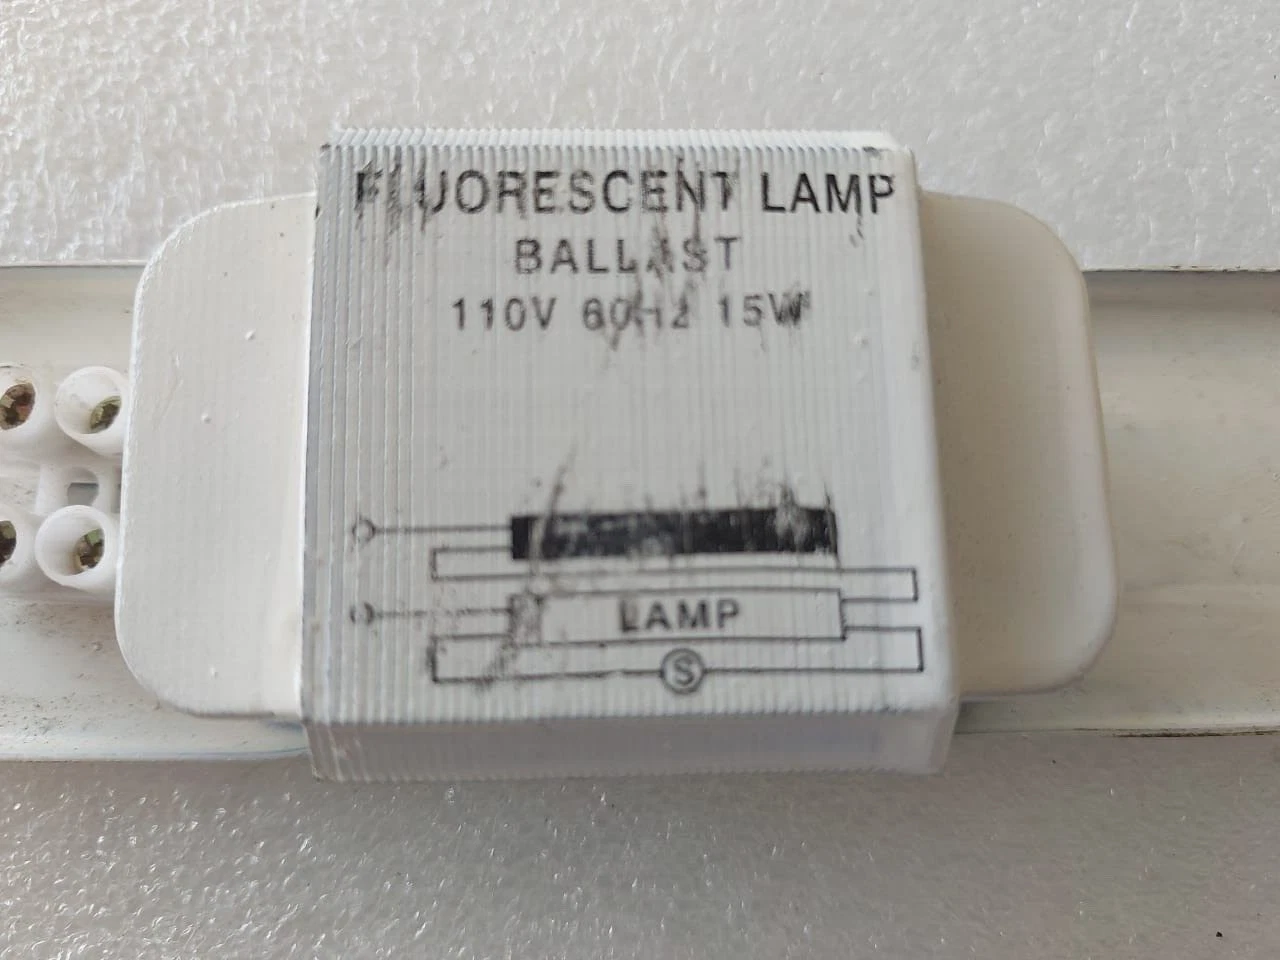 FLUORESCENT LAMP
BALLAST
110V 60Hz 15W
LAMP
S